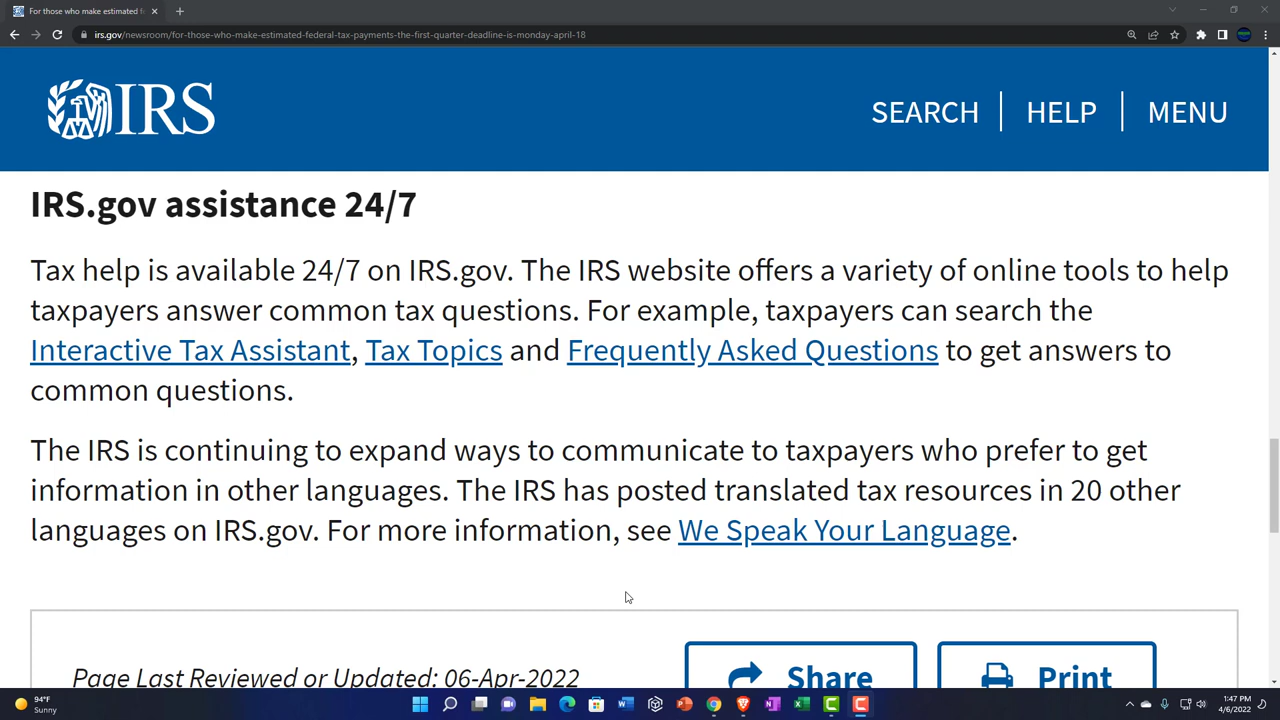 For those who make estimated f
irs.gov/newsroom/for-those-who-make-estimated-federal-tax-payments-the-first-quarter-deadline-is-monday-april-18
IRS
SEARCH HELP MENU
IRS.gov assistance 24/7
Tax help is available 24/7 on IRS.gov. The IRS website offers a variety of online tools to help
taxpayers answer common tax questions. For example, taxpayers can search the
Interactive Tax Assistant, Tax Topics and Frequently Asked Questions to get answers to
common questions.
The IRS is continuing to expand ways to communicate to taxpayers who prefer to get
information in other languages. The IRS has posted translated tax resources in 20 other
languages on IRS.gov. For more information, see We Speak Your Language.
Page Last Reviewed or Updated: 06-Apr-2022
Share
Print
94°F
Sunny
1:47 PM
4/6/2022